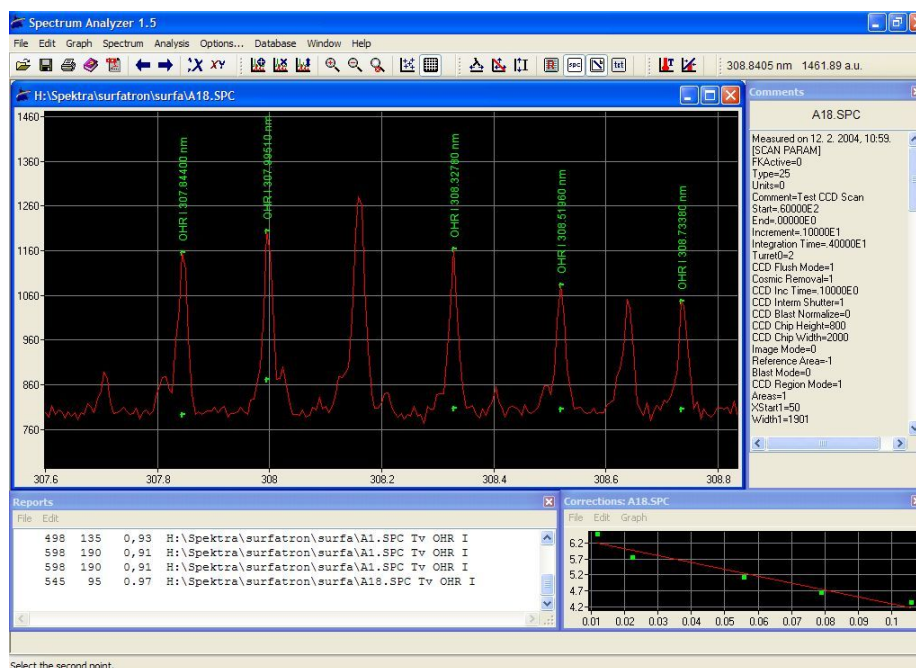 Spectrum Analyzer 1.5
File Edit Graph Spectrum Analysis Options... Database Window Help
308.8405 nm 1461.89 a.u.
H:\Spektra\surfatron\surfa\A18.SPC
1460
1360
1260
1160
1060
960
860
760
307.6 307.8 308 308.2 308.4 308.6 308.8
OHR I 307.84400 nm
OHR I 307.99510 nm
OHR I 308.32780 nm
OHR I 308.51960 nm
OHR I 308.73380 nm
Comments
A18.SPC
Measured on 12. 2. 2004, 10:59.
[SCAN PARAM]
FKActive=0
Type=25
Units=0
Comment=Test CCD Scan
Start=.60000E2
End=.00000E0
Increment=.10000E1
Integration Time=.40000E1
Turret0=2
CCD Flush Mode=1
Cosmic Removal=1
CCD Inc Time=.10000E0
CCD Interm Shutter=1
CCD Blast Normalize=0
CCD Chip Height=800
CCD Chip Width=2000
Image Mode=0
Reference Area=-1
Blast Mode=0
CCD Region Mode=1
Areas=1
XStart1=50
Width1=1901
Reports
File Edit
498 135 0,93 H:\Spektra\surfatron\surfa\A1.SPC Tv OHR I
598 190 0,91 H:\Spektra\surfatron\surfa\A1.SPC Tv OHR I
598 190 0,91 H:\Spektra\surfatron\surfa\A1.SPC Tv OHR I
545 95 0.97 H:\Spektra\surfatron\surfa\A18.SPC Tv OHR I
Corrections: A18.SPC
File Edit Graph
6.2
5.7
5.2
4.7
4.2
0.01 0.02 0.03 0.04 0.05 0.06 0.07 0.08 0.09 0.1
Select the second point.